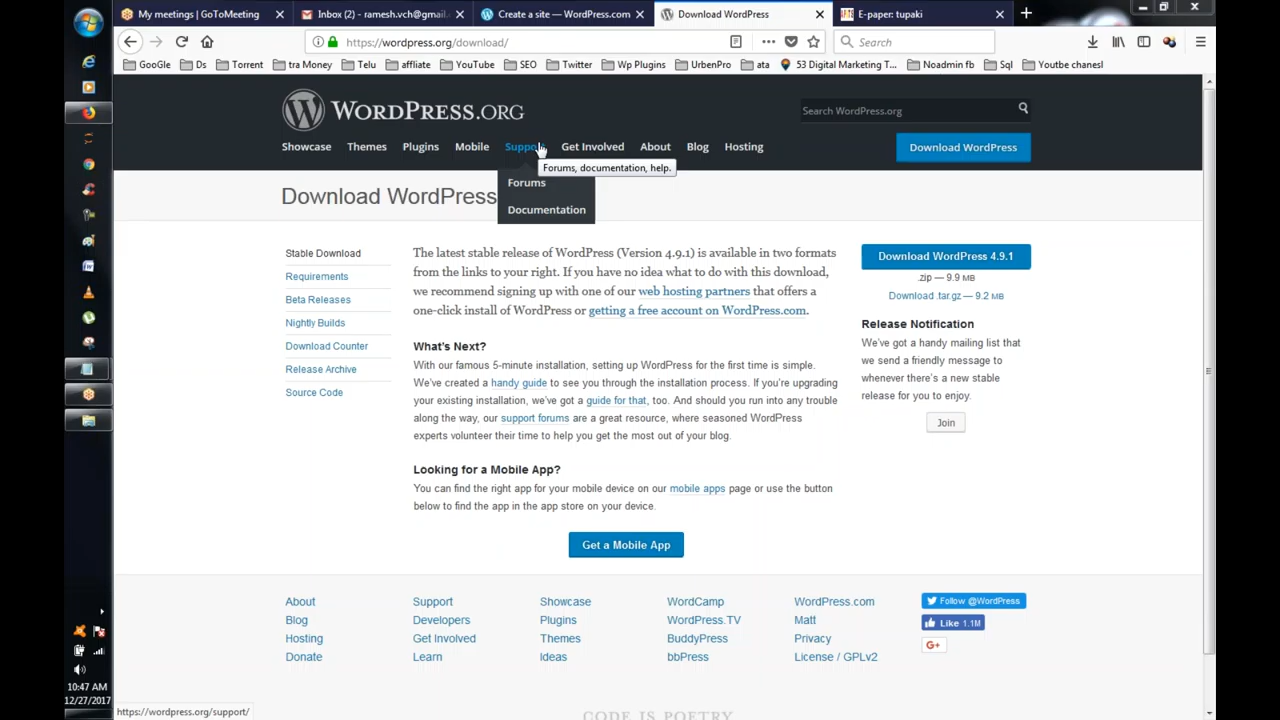 My meetings | GoToMeeting
Inbox (2) - ramesh.vch@gmail.
Create a site — WordPress.com
Download WordPress
E-paper: tupaki
https://wordpress.org/download/
Search
GooGle
Ds
Torrent
tra Money
Telu
affliate
YouTube
SEO
Twitter
Wp Plugins
UrbenPro
ata
53 Digital Marketing T...
Noadmin fb
Sql
Youtbe chanesl
WORDPRESS.ORG
Search WordPress.org
Showcase
Themes
Plugins
Mobile
Support
Get Involved
About
Blog
Hosting
Download WordPress
Forums, documentation, help.
Forums
Documentation
Download WordPress
Stable Download
Requirements
Beta Releases
Nightly Builds
Download Counter
Release Archive
Source Code
The latest stable release of WordPress (Version 4.9.1) is available in two formats
from the links to your right. If you have no idea what to do with this download,
we recommend signing up with one of our web hosting partners that offers a
one-click install of WordPress or getting a free account on WordPress.com.
What's Next?
With our famous 5-minute installation, setting up WordPress for the first time is simple.
We've created a handy guide to see you through the installation process. If you're upgrading
your existing installation, we've got a guide for that, too. And should you run into any trouble
along the way, our support forums are a great resource, where seasoned WordPress
experts volunteer their time to help you get the most out of your blog.
Looking for a Mobile App?
You can find the right app for your mobile device on our mobile apps page or use the button
below to find the app in the app store on your device.
Get a Mobile App
Download WordPress 4.9.1
.zip — 9.9 MB
Download .tar.gz — 9.2 MB
Release Notification
We've got a handy mailing list that
we send a friendly message to
whenever there's a new stable
release for you to enjoy.
Join
About
Blog
Hosting
Donate
Support
Developers
Get Involved
Learn
Showcase
Plugins
Themes
Ideas
WordCamp
WordPress.TV
BuddyPress
bbPress
WordPress.com
Matt
Privacy
License / GPLv2
Follow @WordPress
Like 1.1M
G+
CODE IS POETRY
10:47 AM
12/27/2017
https://wordpress.org/support/